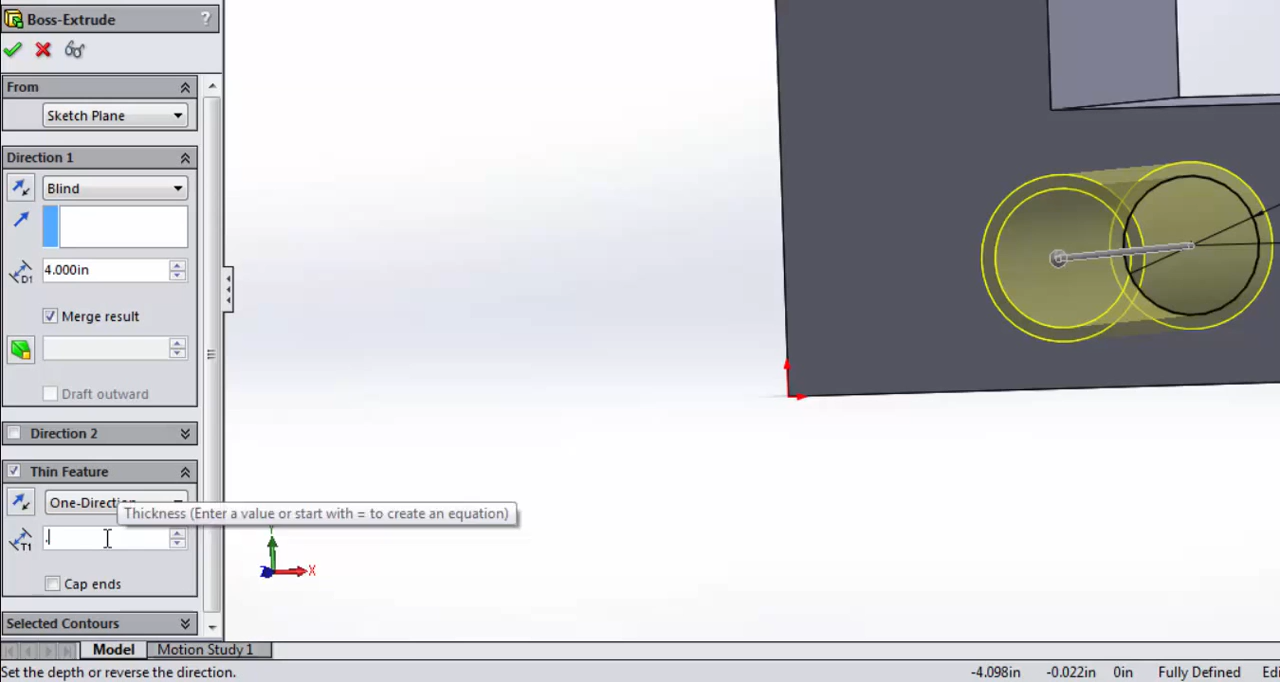 Boss-Extrude ?
From
Sketch Plane
Direction 1
Blind
D1 4.000in
Merge result
Draft outward
Direction 2
Thin Feature
Thickness (Enter a value or start with = to create an equation)
T1 .
Cap ends
X
Selected Contours
Model Motion Study 1
Set the depth or reverse the direction. -4.098in -0.022in 0in Fully Defined